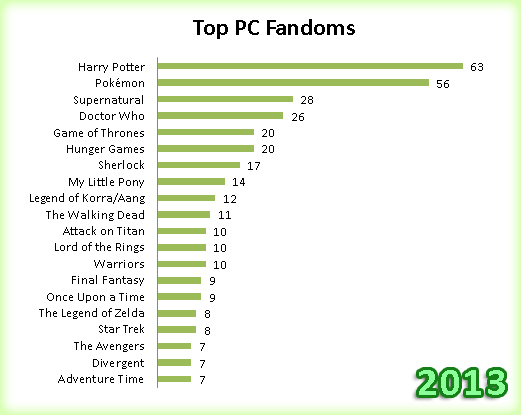 Top PC Fandoms
Harry Potter 63
Pokémon 56
Supernatural 28
Doctor Who 26
Game of Thrones 20
Hunger Games 20
Sherlock 17
My Little Pony 14
Legend of Korra/Aang 12
The Walking Dead 11
Attack on Titan 10
Lord of the Rings 10
Warriors 10
Final Fantasy 9
Once Upon a Time 9
The Legend of Zelda 8
Star Trek 8
The Avengers 7
Divergent 7
Adventure Time 7
2013